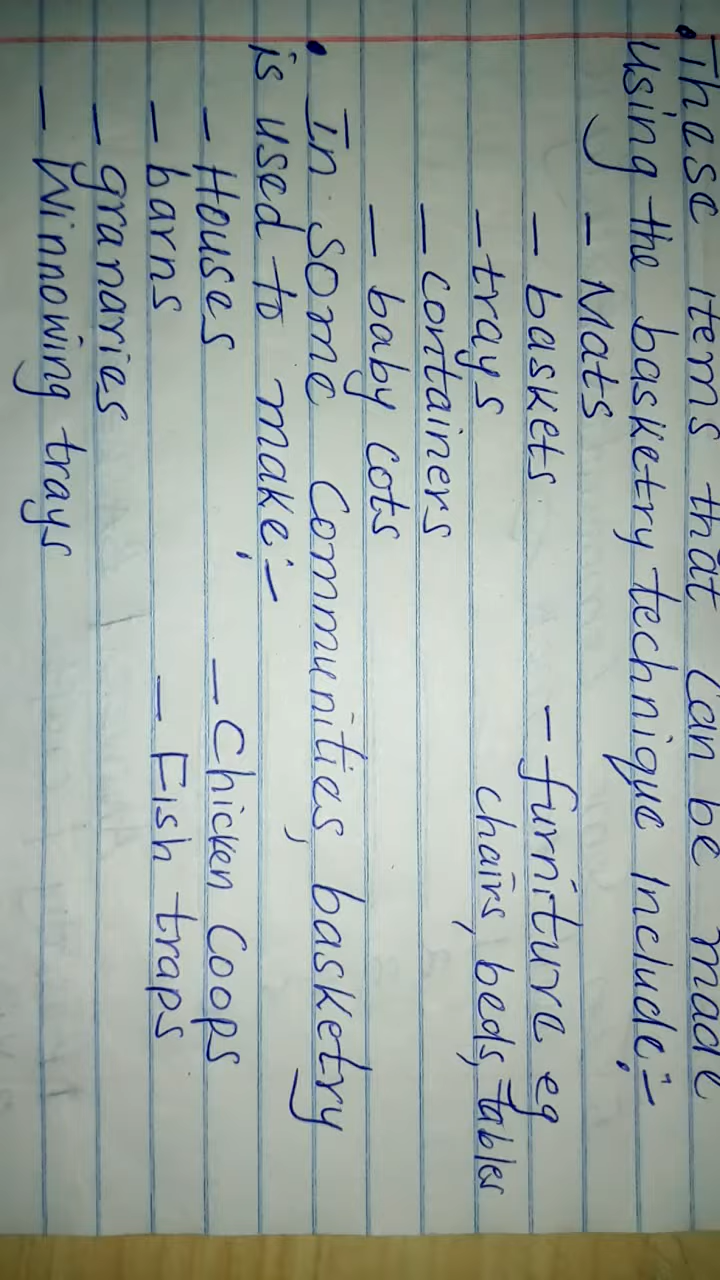 • These items that can be made
using the basketry technique include:-
- Mats
- baskets - furniture eg
- trays chairs, beds, tables
- containers
- baby cots
• In some Communities, basketry
is used to make:-
- Houses - Chicken Coops
- barns - Fish traps
- granaries
- Winnowing trays